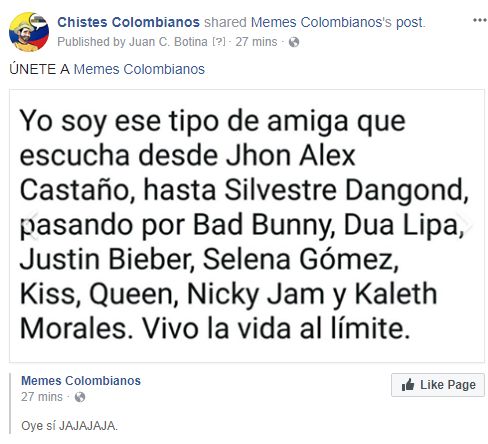 Chistes Colombianos shared Memes Colombianos's post.
Published by Juan C. Botina [?] · 27 mins ·
ÚNETE A Memes Colombianos
Yo soy ese tipo de amiga que
escucha desde Jhon Alex
Castaño, hasta Silvestre Dangond,
pasando por Bad Bunny, Dua Lipa,
Justin Bieber, Selena Gómez,
Kiss, Queen, Nicky Jam y Kaleth
Morales. Vivo la vida al límite.
Memes Colombianos
Like Page
27 mins ·
Oye sí JAJAJAJA.